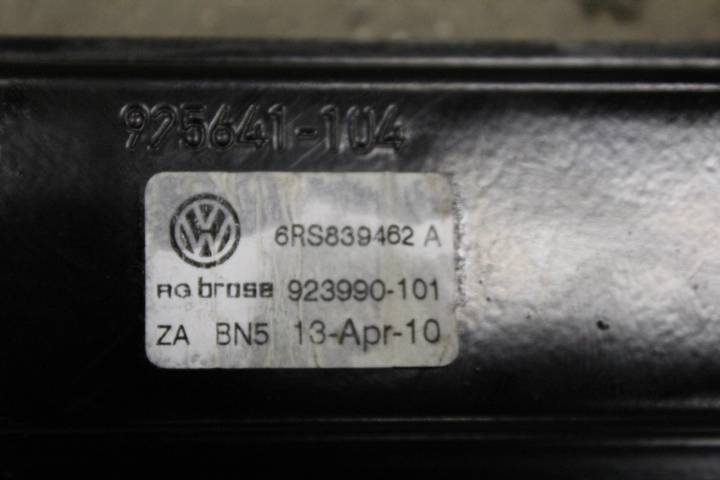 925641-104
6RS839462 A
RG brose 923990-101
ZA BN5 13-Apr-10